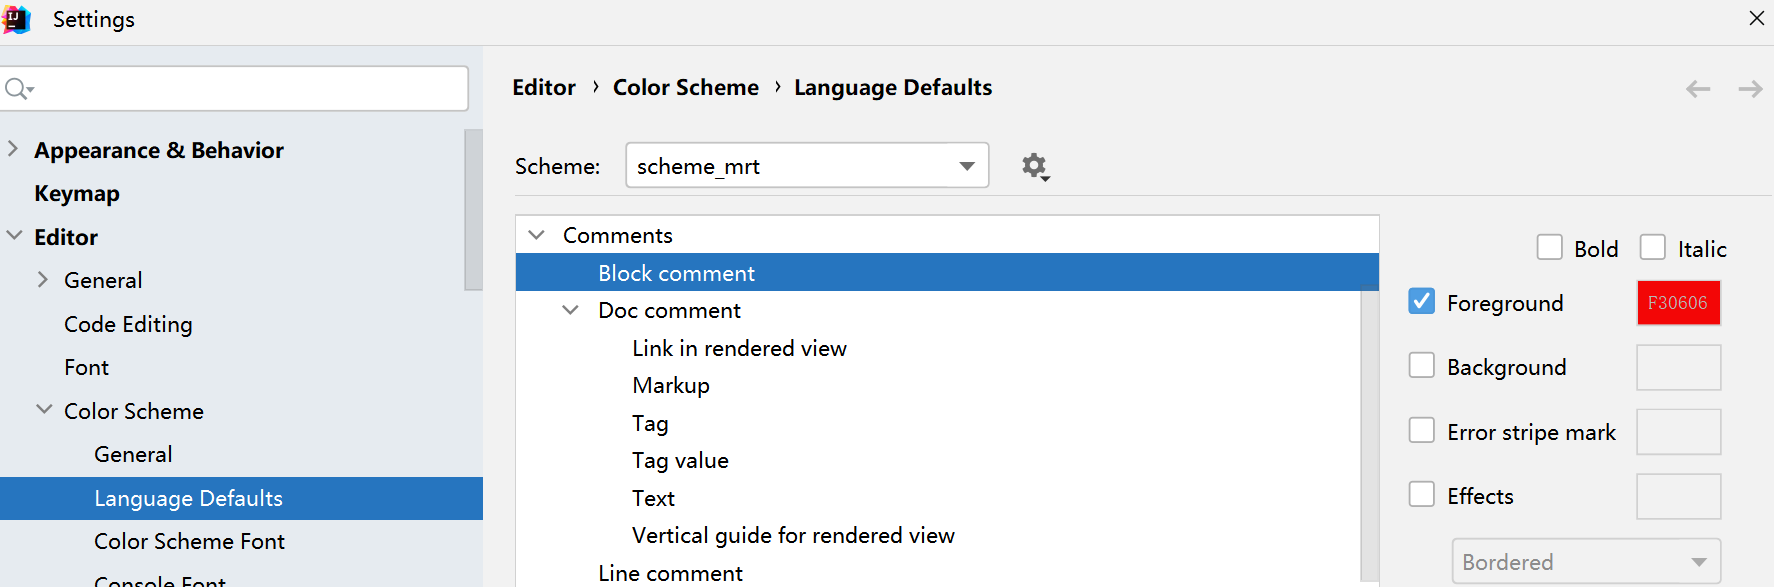 Settings
Appearance & Behavior
Keymap
Editor
General
Code Editing
Font
Color Scheme
General
Language Defaults
Color Scheme Font
Console Font
Editor › Color Scheme › Language Defaults
Scheme: scheme_mrt
Comments
Block comment
Doc comment
Link in rendered view
Markup
Tag
Tag value
Text
Vertical guide for rendered view
Line comment
Bold Italic
Foreground F30606
Background
Error stripe mark
Effects
Bordered